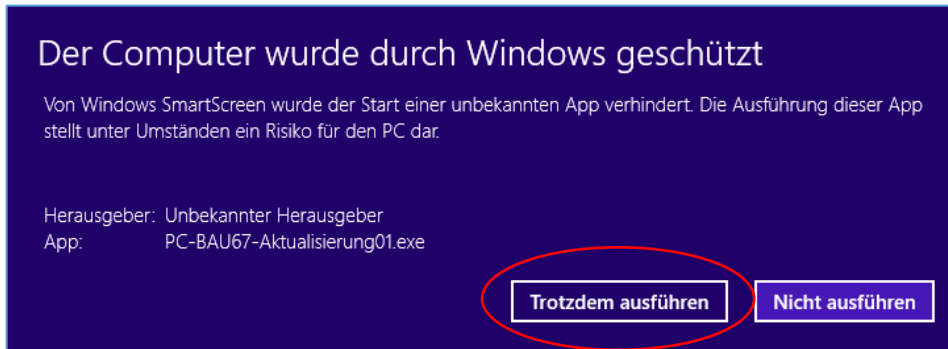 Der Computer wurde durch Windows geschützt
Von Windows SmartScreen wurde der Start einer unbekannten App verhindert. Die Ausführung dieser App
stellt unter Umständen ein Risiko für den PC dar.
Herausgeber: Unbekannter Herausgeber
App: PC-BAU67-Aktualisierung01.exe
Trotzdem ausführen Nicht ausführen